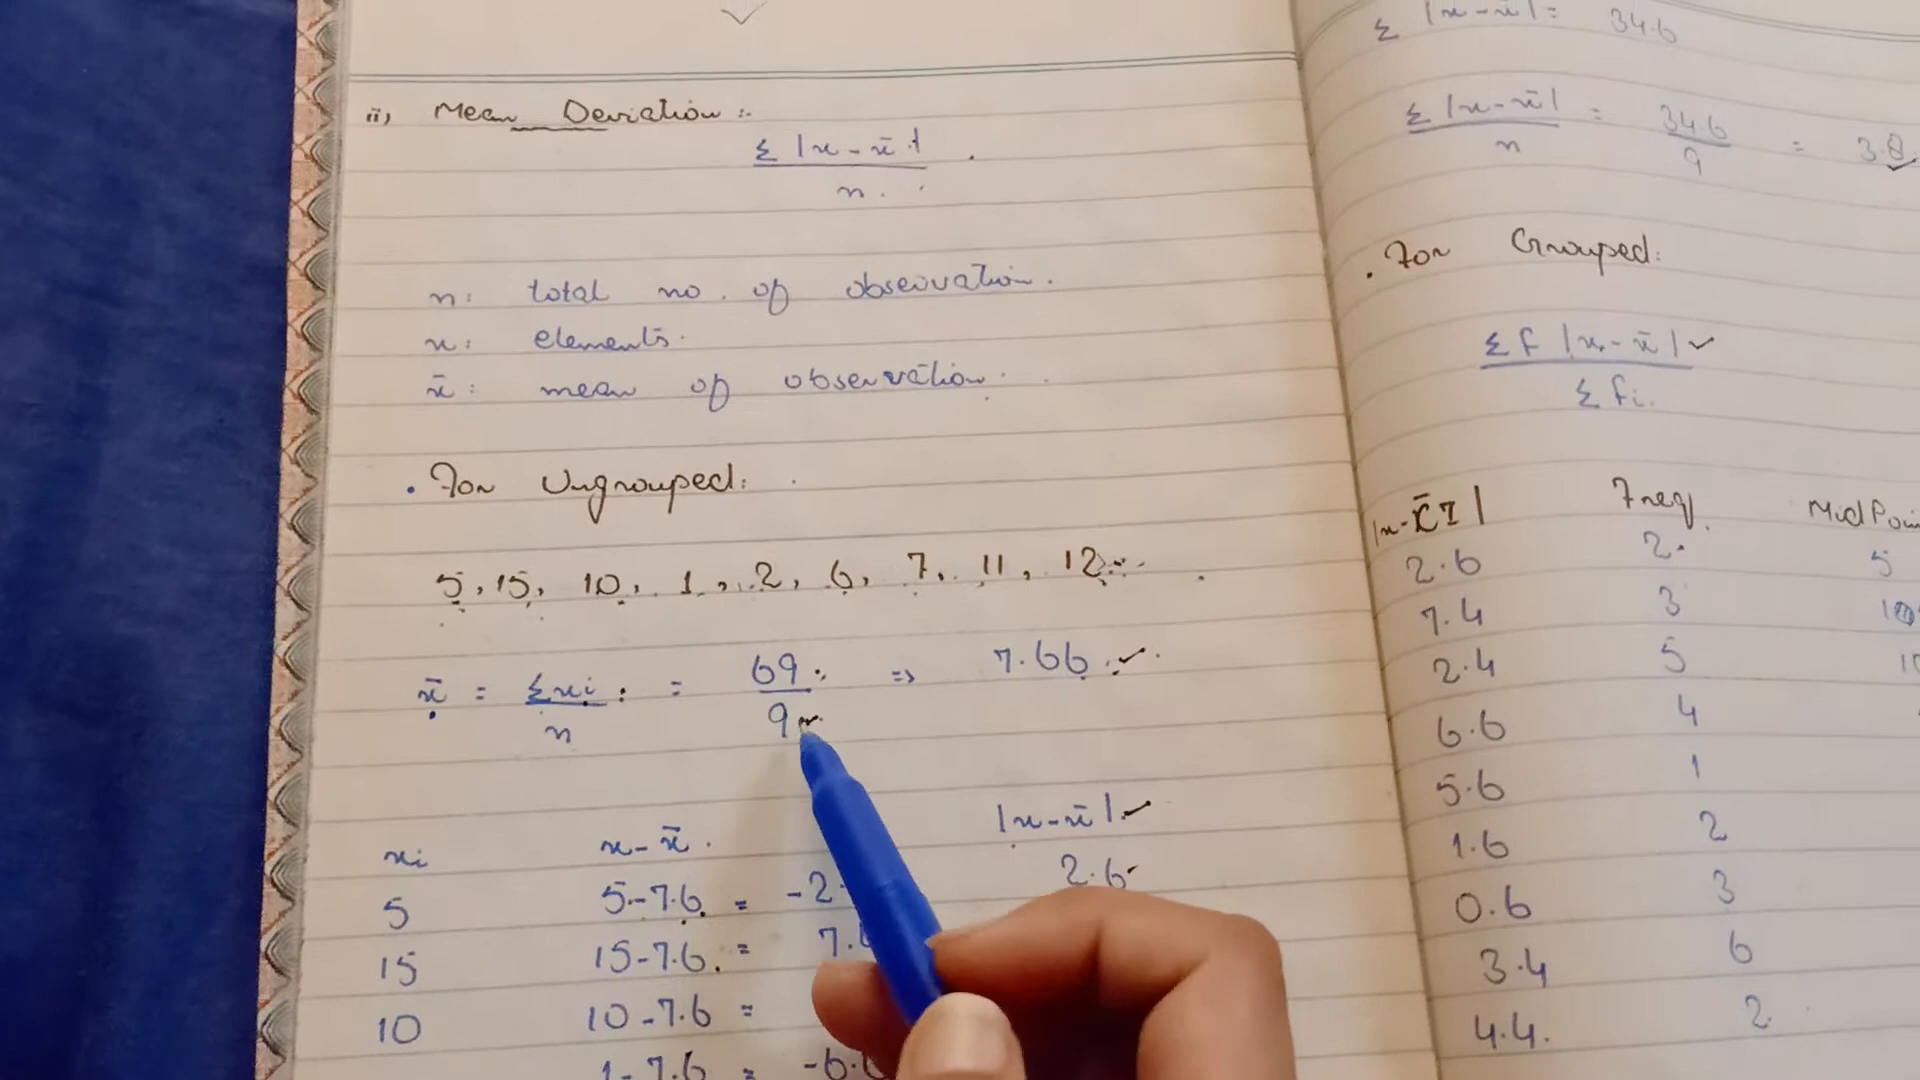 ii) Mean Deviation :-
Σ |x - x̄|
n
n: total no. of observation.
x: elements.
x̄: mean of observation.
. For Ungrouped:
5, 15, 10, 1, 2, 6, 7, 11, 12
x̄ = Σxi / n = 69 / 9 => 7.66
xi x - x̄ |x - x̄|
5 5-7.6 = -2. 2.6
15 15-7.6 = 7.
10 10-7.6 =
1-7.6 = -6.
Σ |x - x̄| = 34.6
Σ |x - x̄| / n = 34.6 / 9 = 3.8
. For Grouped:
Σ f |x - x̄|
Σ fi.
Freq.
2.6 2 5
7.4 3
2.4 5
6.6 4
5.6 1
1.6 2
0.6 3
3.4 6
4.4. 2